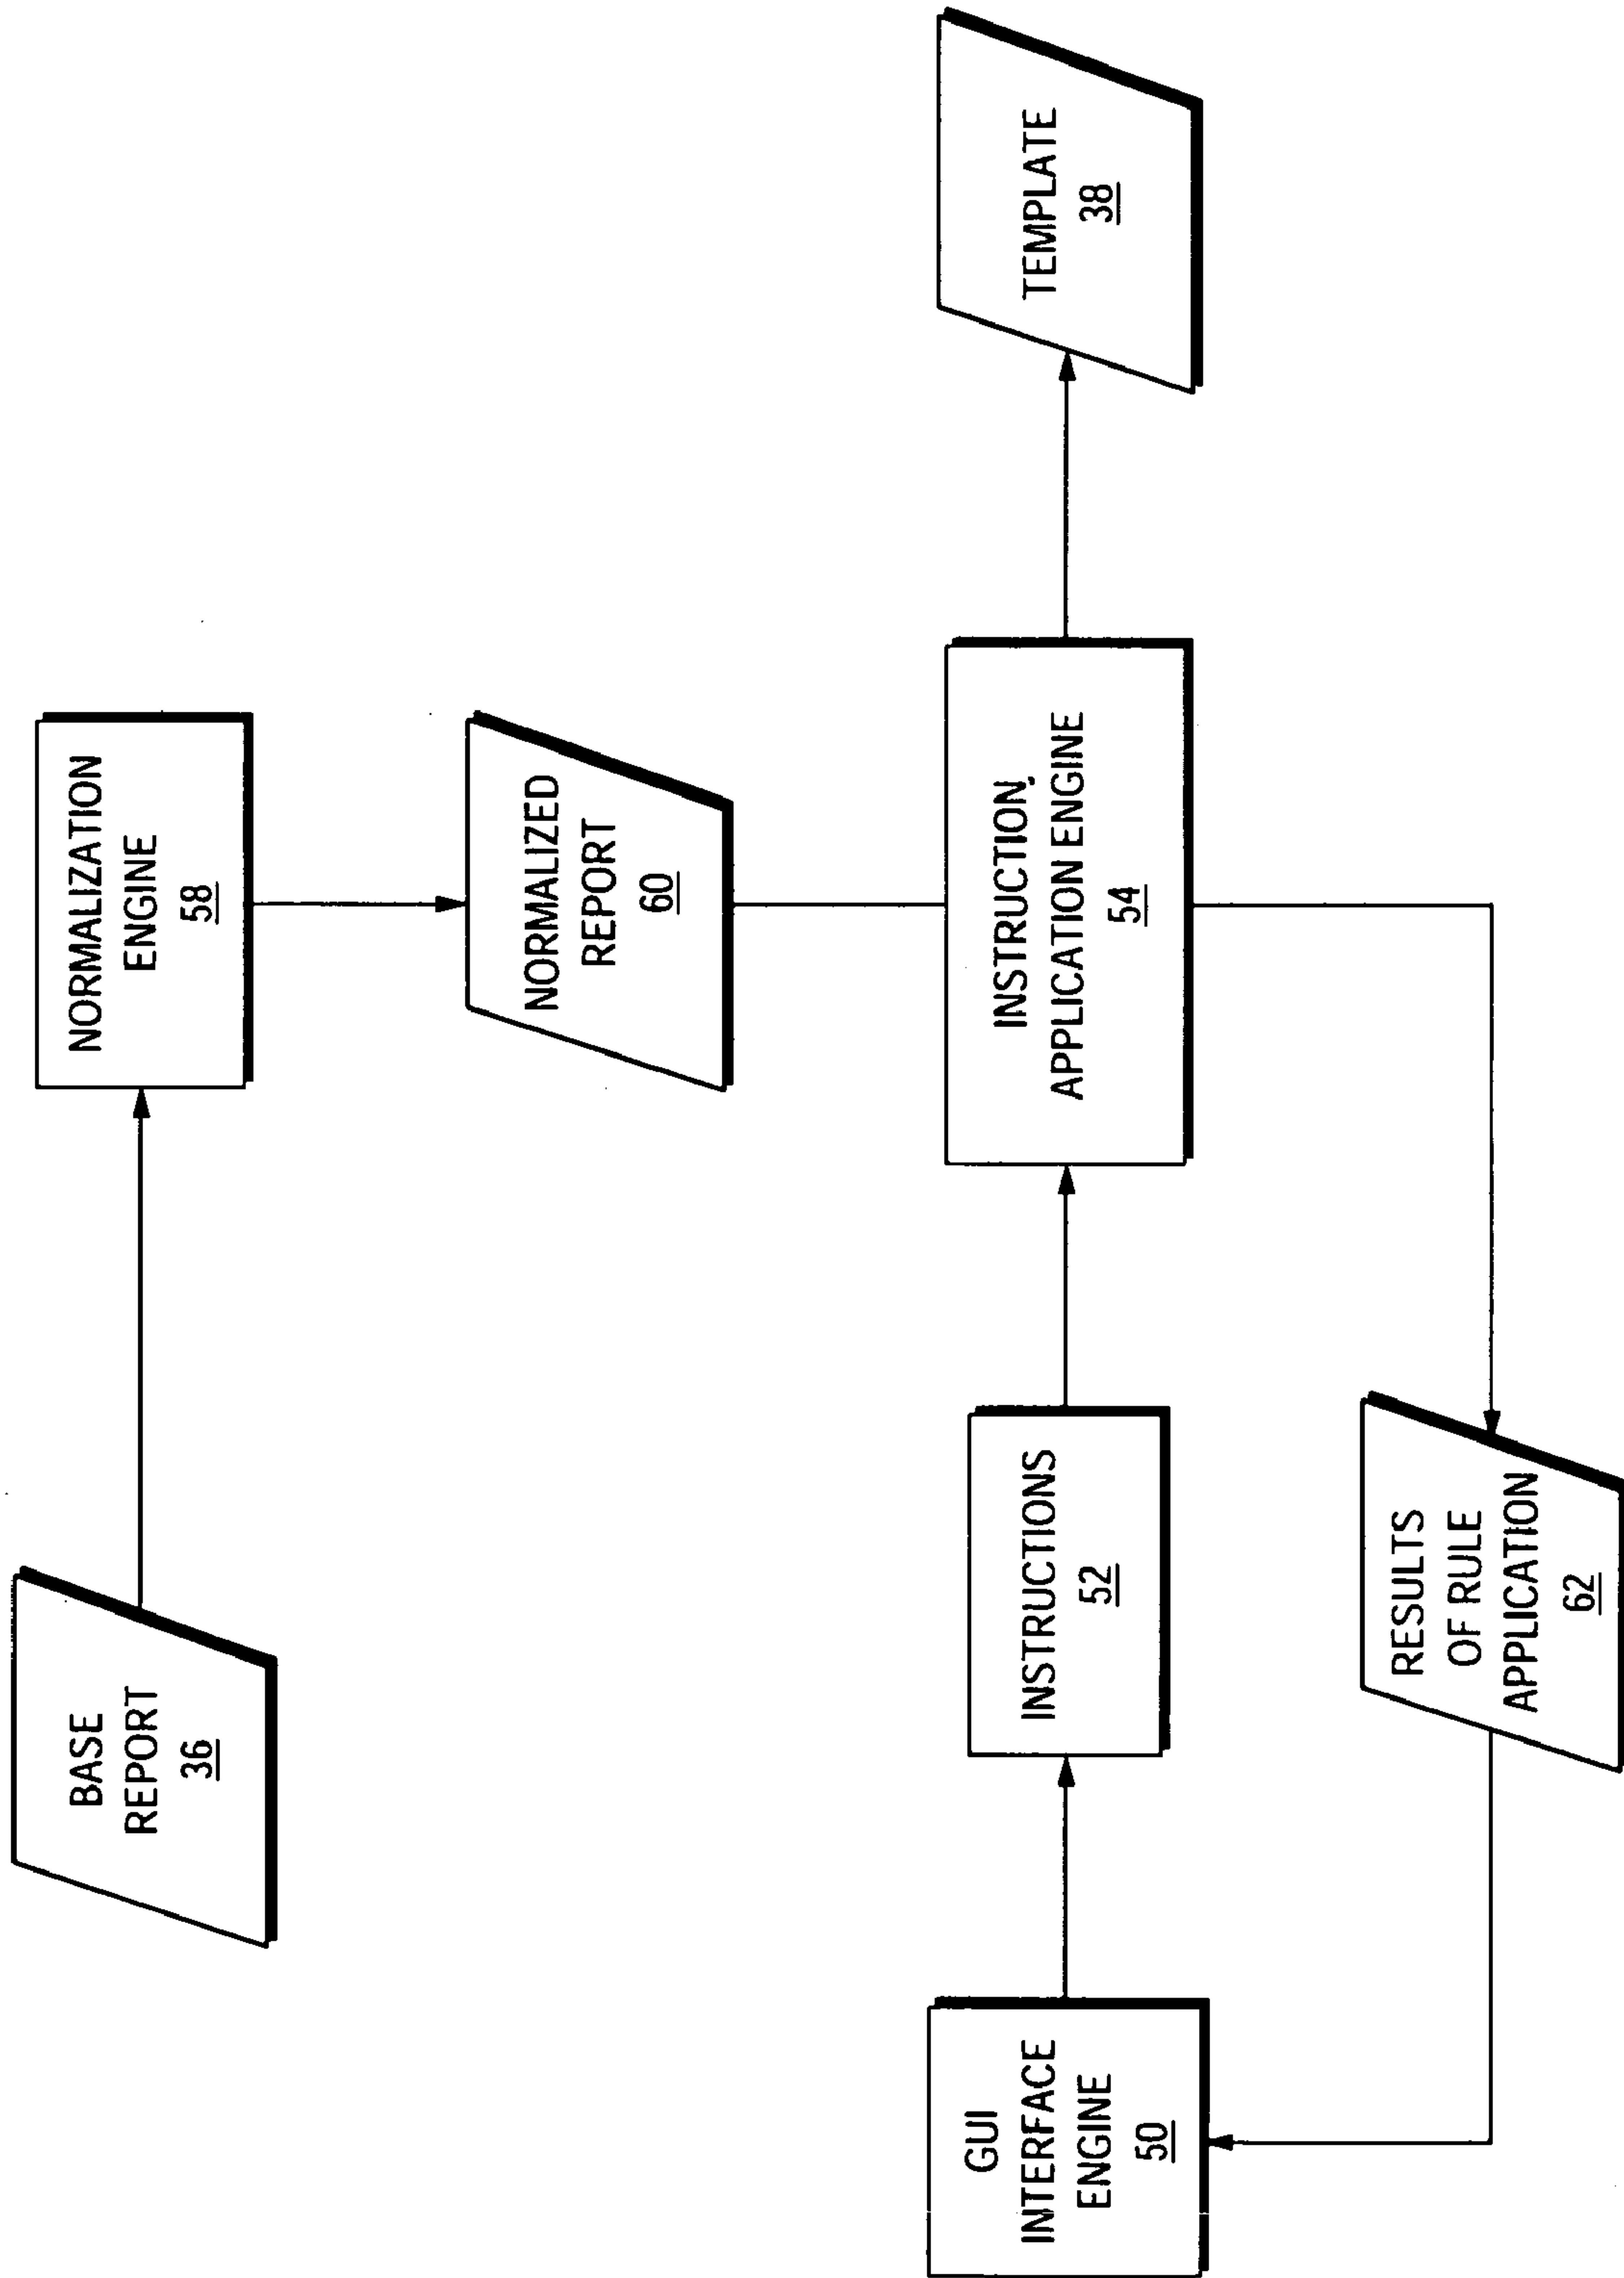 BASE
REPORT
36
NORMALIZATION
ENGINE
58
NORMALIZED
REPORT
60
GUI
INTERFACE
ENGINE
50
INSTRUCTIONS
52
INSTRUCTION
APPLICATION ENGINE
54
TEMPLATE
38
RESULTS
OF RULE
APPLICATION
62